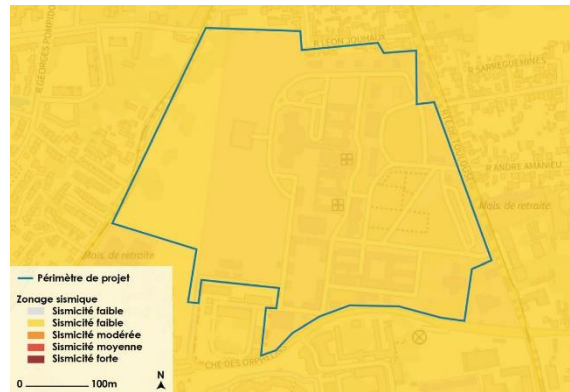 R LEON JOUHAUX
R GEORGES POMPIDOU
R SARREGUEMINES
R ANDRE AMANIEU
Mais. de retraite
Mais. de retraite
Périmètre de projet
Zonage sismique
Sismicité faible
Sismicité faible
Sismicité modérée
Sismicité moyenne
Sismicité forte
CHE DES ORPHELINS
N
0 100m